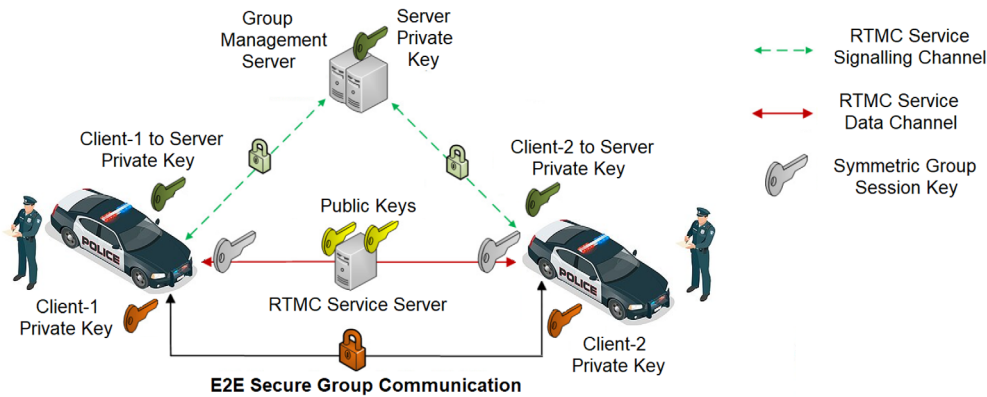 Group
Management
Server
Server
Private
Key
RTMC Service
Signalling Channel
RTMC Service
Data Channel
Symmetric Group
Session Key
Client-1 to Server
Private Key
Client-2 to Server
Private Key
Public Keys
POLICE
POLICE
RTMC Service Server
Client-1
Private Key
Client-2
Private Key
E2E Secure Group Communication